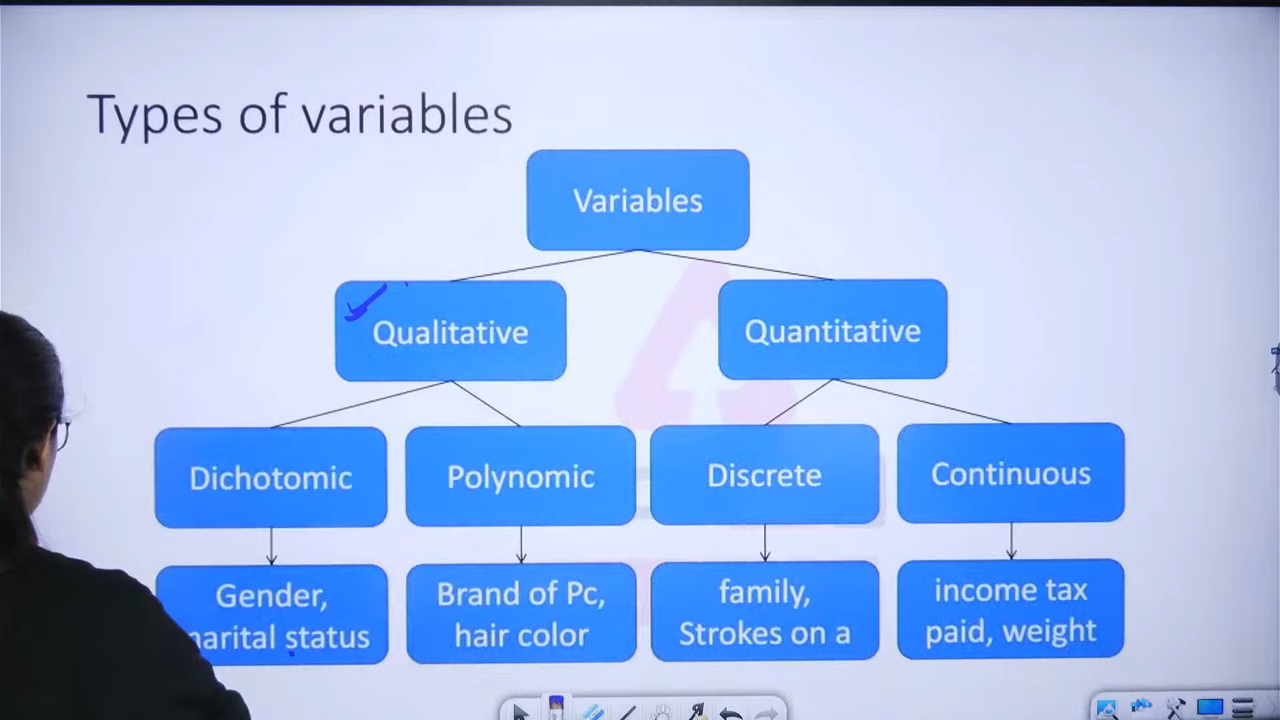 Types of variables
Variables
Qualitative
Quantitative
Dichotomic
Polynomic
Discrete
Continuous
Gender,
status
Brand of Pc,
hair color
family,
Strokes on a
income tax
paid, weight